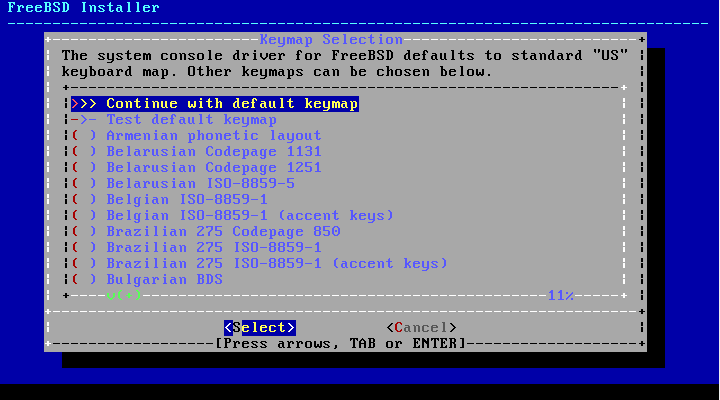 FreeBSD Installer
Keymap Selection
The system console driver for FreeBSD defaults to standard "US"
keyboard map. Other keymaps can be chosen below.
>>> Continue with default keymap
->- Test default keymap
( ) Armenian phonetic layout
( ) Belarusian Codepage 1131
( ) Belarusian Codepage 1251
( ) Belarusian ISO-8859-5
( ) Belgian ISO-8859-1
( ) Belgian ISO-8859-1 (accent keys)
( ) Brazilian 275 Codepage 850
( ) Brazilian 275 ISO-8859-1
( ) Brazilian 275 ISO-8859-1 (accent keys)
( ) Bulgarian BDS
v(+) 11%
<Select> <Cancel>
[Press arrows, TAB or ENTER]